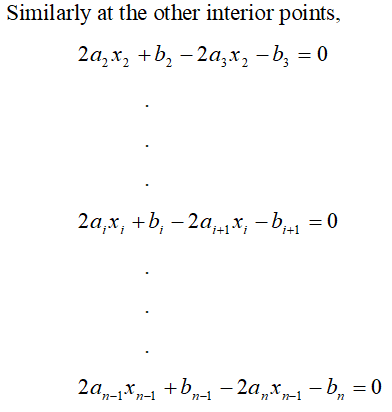 Similarly at the other interior points,
2a₂x₂ + b₂ − 2a₃x₂ − b₃ = 0
.
.
.
2aᵢxᵢ + bᵢ − 2aᵢ₊₁xᵢ − bᵢ₊₁ = 0
.
.
.
2aₙ₋₁xₙ₋₁ + bₙ₋₁ − 2aₙxₙ₋₁ − bₙ = 0